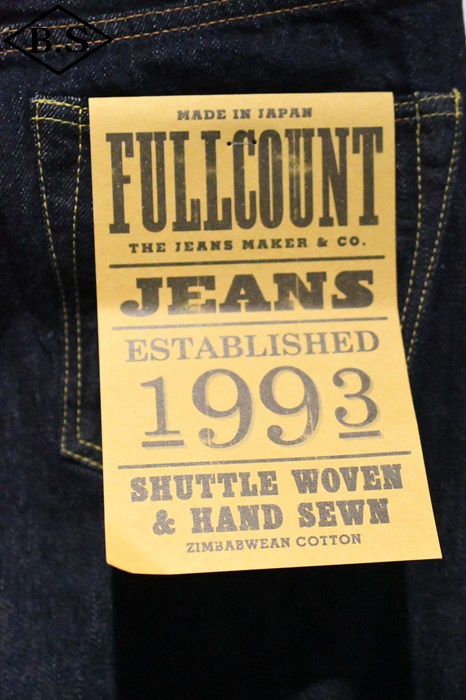 B.S
MADE IN JAPAN
FULLCOUNT
THE JEANS MAKER & CO.
JEANS
ESTABLISHED
1993
SHUTTLE WOVEN
& HAND SEWN
ZIMBABWEAN COTTON